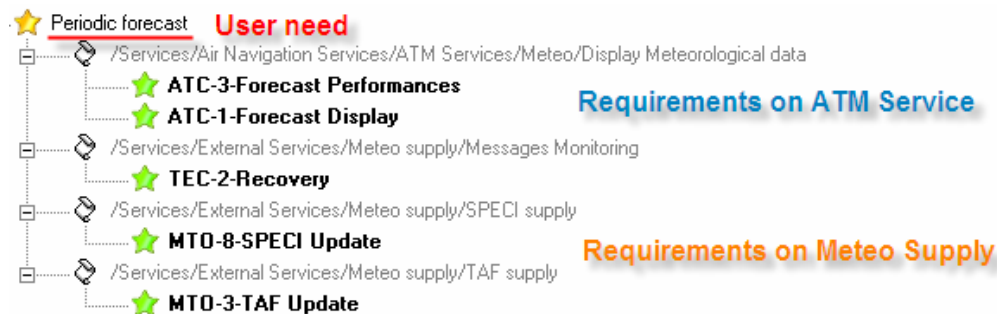 Periodic forecast User need
/Services/Air Navigation Services/ATM Services/Meteo/Display Meteorological data
ATC-3-Forecast Performances
Requirements on ATM Service
ATC-1-Forecast Display
/Services/External Services/Meteo supply/Messages Monitoring
TEC-2-Recovery
/Services/External Services/Meteo supply/SPECI supply
MTO-8-SPECI Update
Requirements on Meteo Supply
/Services/External Services/Meteo supply/TAF supply
MTO-3-TAF Update